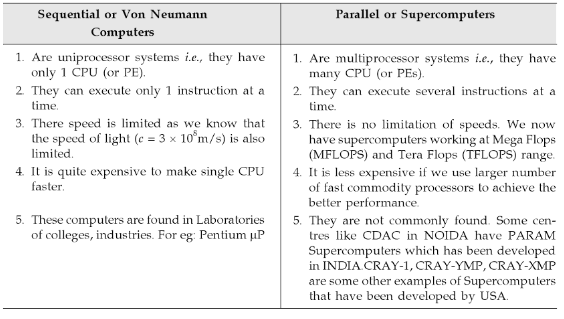 Sequential or Von Neumann
Computers
1. Are uniprocessor systems i.e., they have
only 1 CPU (or PE).
2. They can execute only 1 instruction at a
time.
3. There speed is limited as we know that
the speed of light (c = 3 × 10⁸m/s) is also
limited.
4. It is quite expensive to make single CPU
faster.
5. These computers are found in Laboratories
of colleges, industries. For eg: Pentium μP
Parallel or Supercomputers
1. Are multiprocessor systems i.e., they have
many CPU (or PEs).
2. They can execute several instructions at a
time.
3. There is no limitation of speeds. We now
have supercomputers working at Mega Flops
(MFLOPS) and Tera Flops (TFLOPS) range.
4. It is less expensive if we use larger number
of fast commodity processors to achieve the
better performance.
5. They are not commonly found. Some cen-
tres like CDAC in NOIDA have PARAM
Supercomputers which has been developed
in INDIA.CRAY-1, CRAY-YMP, CRAY-XMP
are some other examples of Supercomputers
that have been developed by USA.